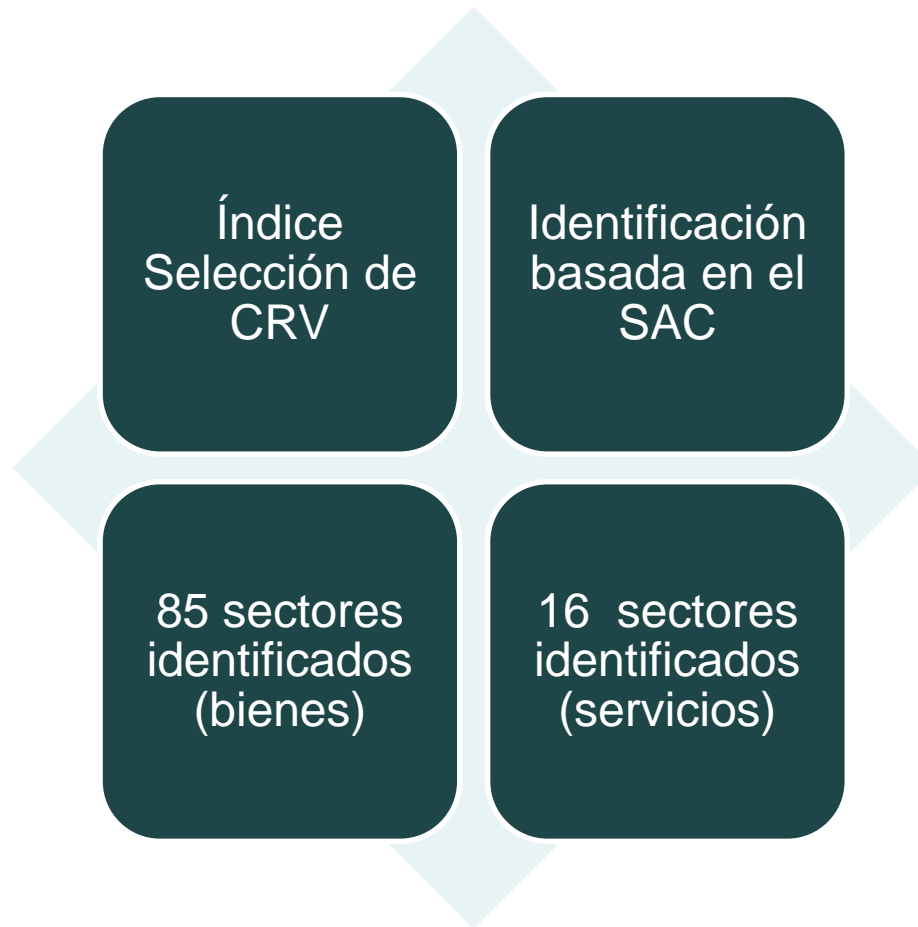 Índice
Selección de
CRV
Identificación
basada en el
SAC
85 sectores
identificados
(bienes)
16  sectores
identificados
(servicios)